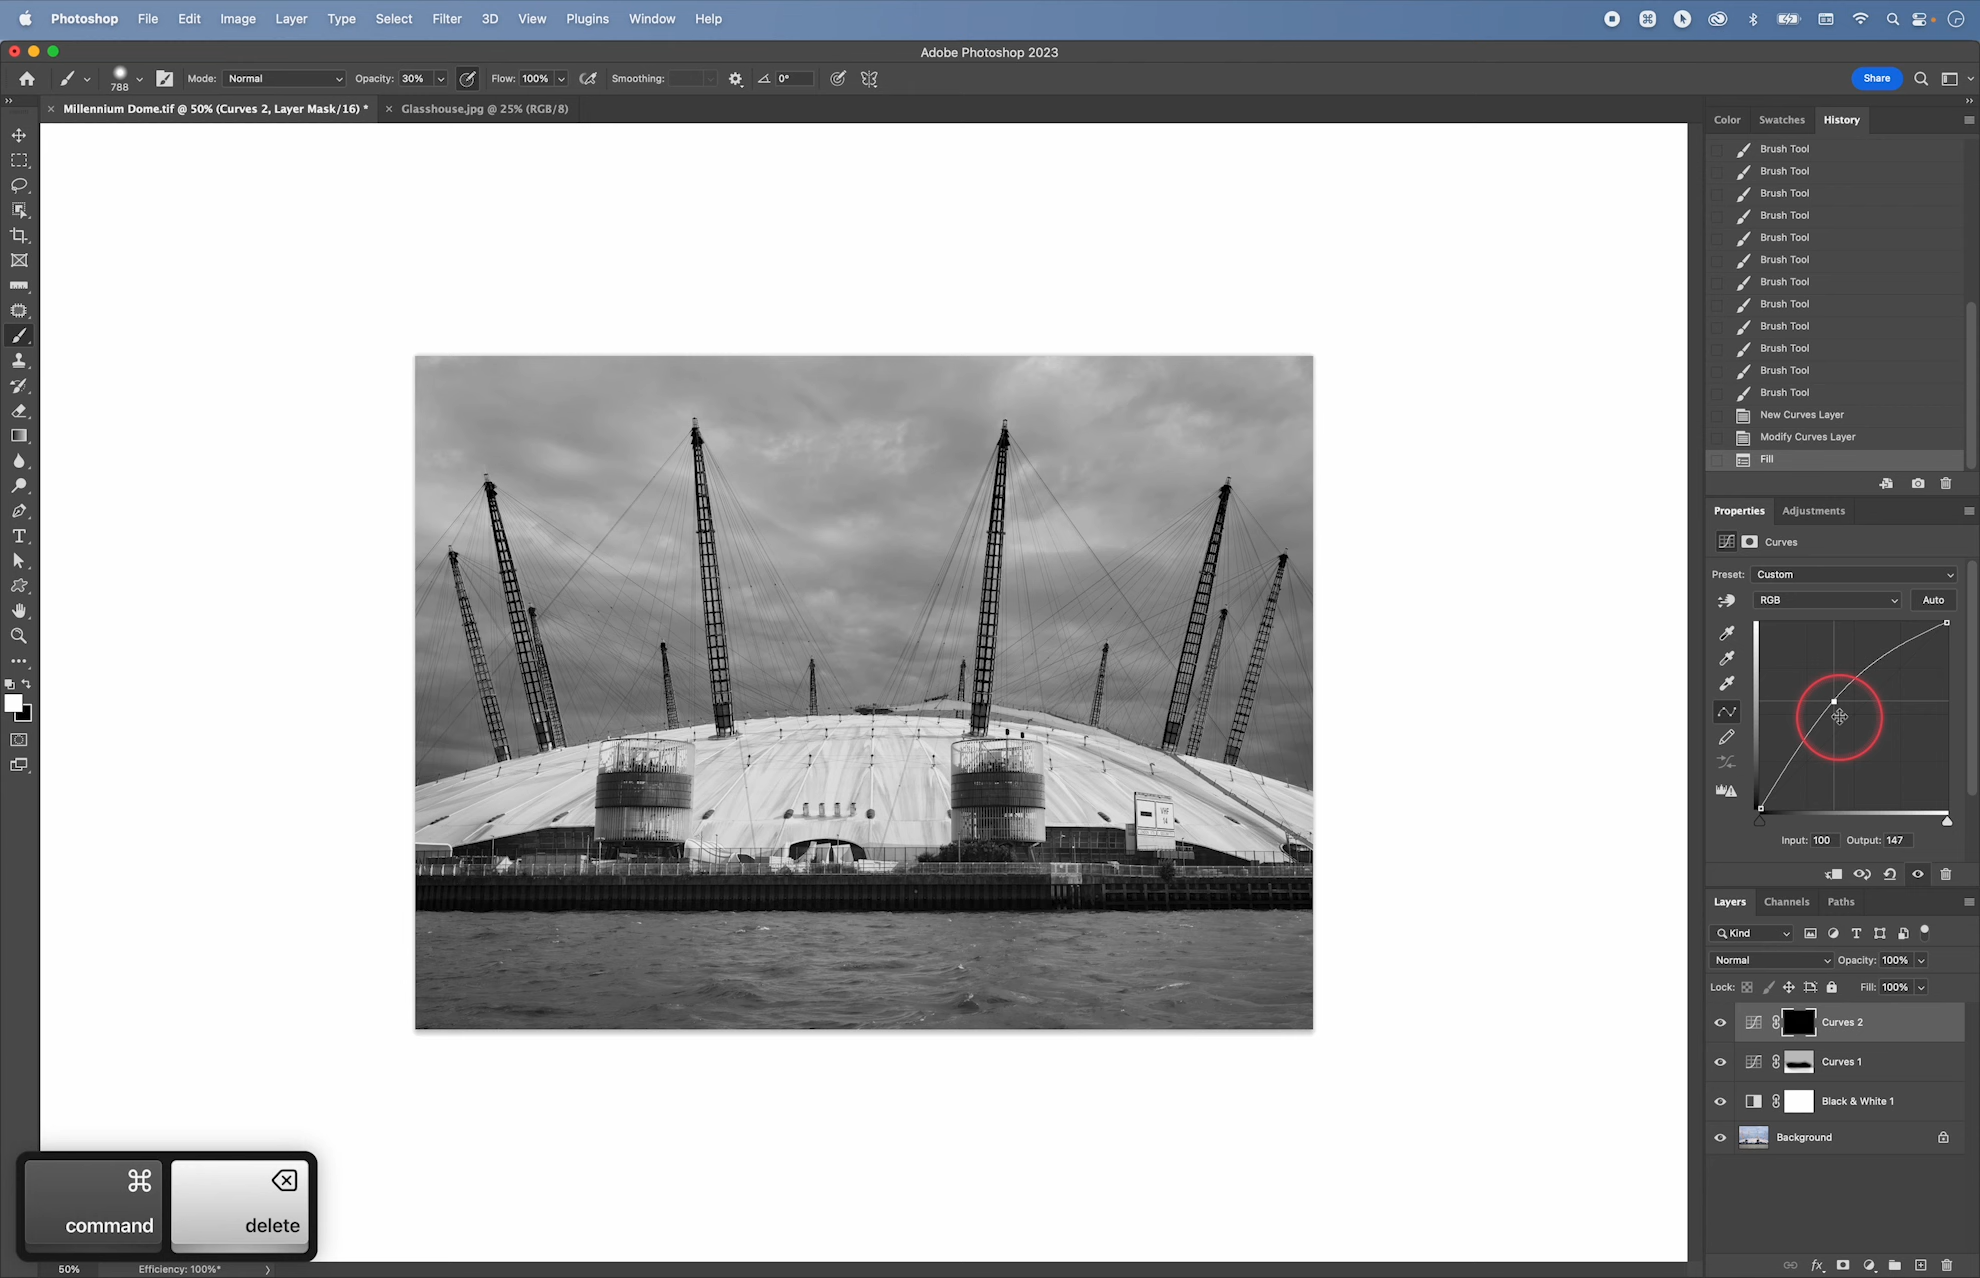 Photoshop File Edit Image Layer Type Select Filter 3D View Plugins Window Help
Adobe Photoshop 2023
788 Mode: Normal Opacity: 30% Flow: 100% Smoothing: 0° Share
Millennium Dome.tif @ 50% (Curves 2, Layer Mask/16) * Glasshouse.jpg @ 25% (RGB/8)
Color Swatches History
Brush Tool
Brush Tool
Brush Tool
Brush Tool
Brush Tool
Brush Tool
Brush Tool
Brush Tool
Brush Tool
Brush Tool
Brush Tool
Brush Tool
New Curves Layer
Modify Curves Layer
Fill
Properties Adjustments
Curves
Preset: Custom
RGB Auto
Input: 100 Output: 147
Layers Channels Paths
Kind
Normal Opacity: 100%
Lock: Fill: 100%
Curves 2
Curves 1
Black & White 1
Background
VHF
14
command delete
50% Efficiency: 100%*